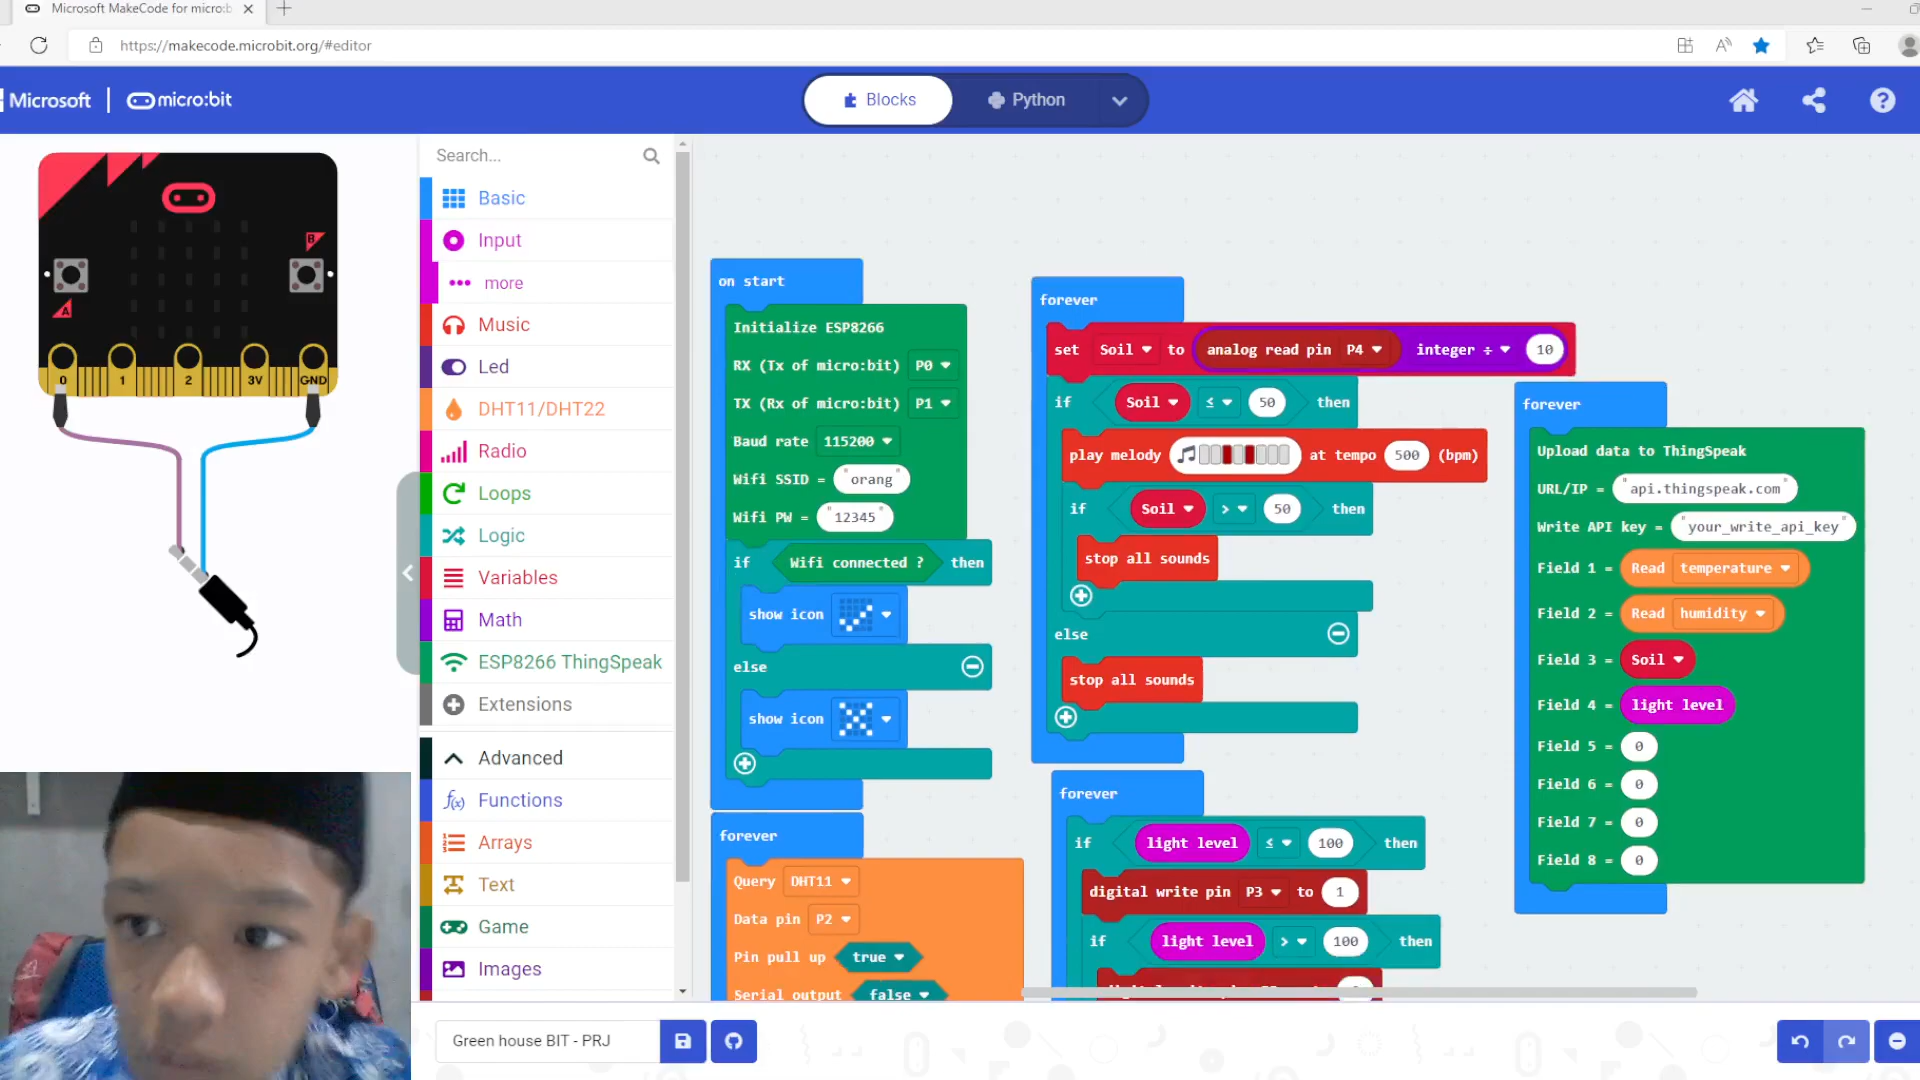 Microsoft MakeCode for micro:b
https://makecode.microbit.org/#editor
Microsoft
micro:bit
Blocks
Python
B
A
0 1 2 3V GND
Search...
Basic
Input
more
Music
Led
DHT11/DHT22
Radio
Loops
Logic
Variables
Math
ESP8266 ThingSpeak
Extensions
Advanced
Functions
Arrays
Text
Game
Images
on start
Initialize ESP8266
RX (Tx of micro:bit) P0
TX (Rx of micro:bit) P1
Baud rate 115200
Wifi SSID = "orang"
Wifi PW = "12345"
if Wifi connected ? then
show icon
else
show icon
forever
Query DHT11
Data pin P2
Pin pull up true
Serial output false
forever
set Soil to analog read pin P4 integer ÷ 10
if Soil ≤ 50 then
play melody at tempo 500 (bpm)
if Soil > 50 then
stop all sounds
else
stop all sounds
forever
if light level ≤ 100 then
digital write pin P3 to 1
if light level > 100 then
forever
Upload data to ThingSpeak
URL/IP = "api.thingspeak.com"
Write API key = "your_write_api_key"
Field 1 = Read temperature
Field 2 = Read humidity
Field 3 = Soil
Field 4 = light level
Field 5 = 0
Field 6 = 0
Field 7 = 0
Field 8 = 0
Green house BIT - PRJ